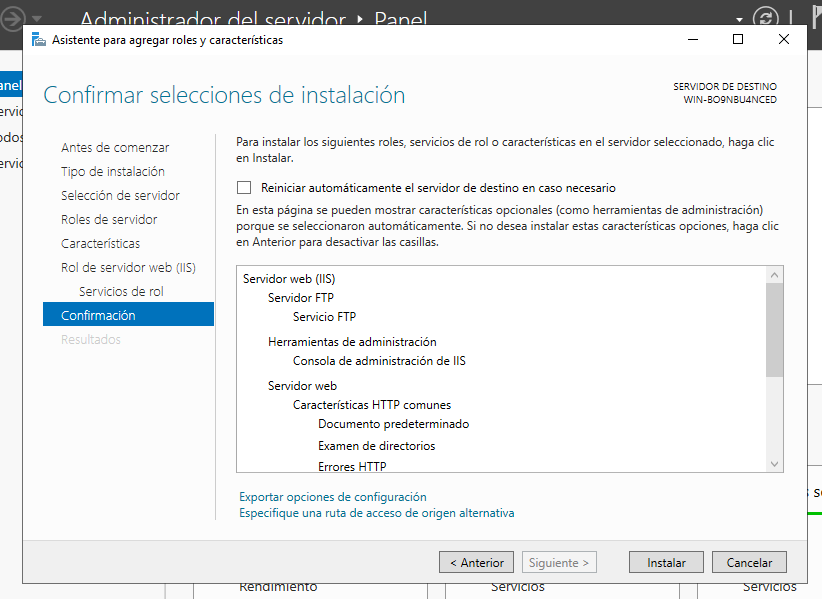 Administrador del servidor ‣ Panel
Asistente para agregar roles y características
Confirmar selecciones de instalación
SERVIDOR DE DESTINO
WIN-BO9NBU4NCED
Antes de comenzar
Tipo de instalación
Selección de servidor
Roles de servidor
Características
Rol de servidor web (IIS)
Servicios de rol
Confirmación
Resultados
Para instalar los siguientes roles, servicios de rol o características en el servidor seleccionado, haga clic
en Instalar.
Reiniciar automáticamente el servidor de destino en caso necesario
En esta página se pueden mostrar características opcionales (como herramientas de administración)
porque se seleccionaron automáticamente. Si no desea instalar estas características opciones, haga clic
en Anterior para desactivar las casillas.
Servidor web (IIS)
Servidor FTP
Servicio FTP
Herramientas de administración
Consola de administración de IIS
Servidor web
Características HTTP comunes
Documento predeterminado
Examen de directorios
Errores HTTP
Exportar opciones de configuración
Especifique una ruta de acceso de origen alternativa
< Anterior
Siguiente >
Instalar
Cancelar
Rendimiento
Servicios
Servicios